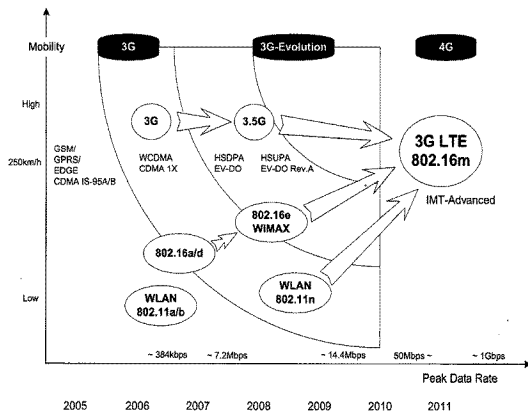 Mobility
3G
3G-Evolution
4G
High
250km/h
Low
GSM/
GPRS/
EDGE
CDMA IS-95A/B
3G
3.5G
WCDMA
CDMA 1X
HSDPA
EV-DO
HSUPA
EV-DO Rev.A
3G LTE
802.16m
IMT-Advanced
802.16e
WiMAX
802.16a/d
WLAN
802.11a/b
WLAN
802.11n
~ 384kbps
~ 7.2Mbps
~ 14.4Mbps
50Mbps ~
~ 1Gbps
Peak Data Rate
2005 2006 2007 2008 2009 2010 2011